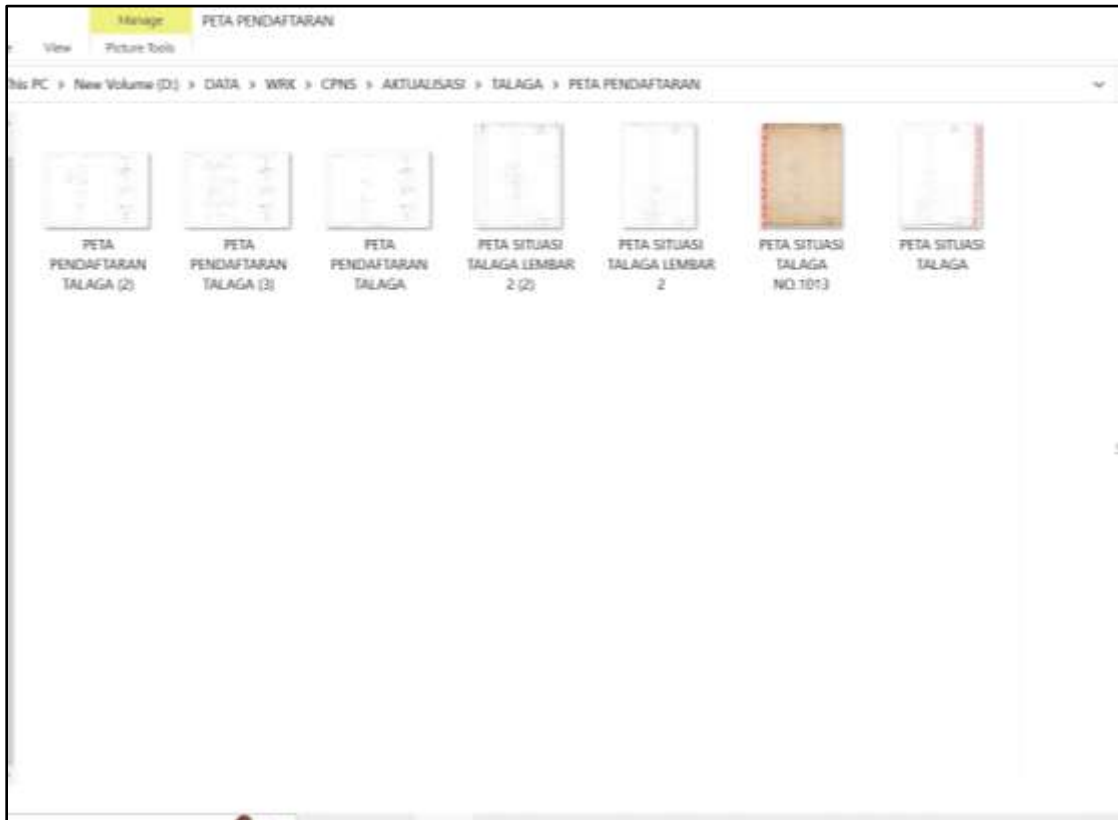 Manage PETA PENDAFTARAN
View Picture Tools
This PC > New Volume (D:) > DATA > WRK > CPNS > AKTUALISASI > TALAGA > PETA PENDAFTARAN
PETA
PENDAFTARAN
TALAGA (2)
PETA
PENDAFTARAN
TALAGA (3)
PETA
PENDAFTARAN
TALAGA
PETA SITUASI
TALAGA LEMBAR
2 (2)
PETA SITUASI
TALAGA LEMBAR
2
PETA SITUASI
TALAGA
NO.1013
PETA SITUASI
TALAGA